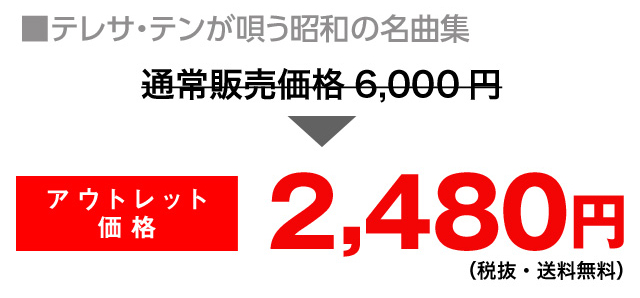 ■テレサ・テンが唄う昭和の名曲集
通常販売価格 6,000 円
アウトレット
価格
2,480円
(税抜・送料無料)